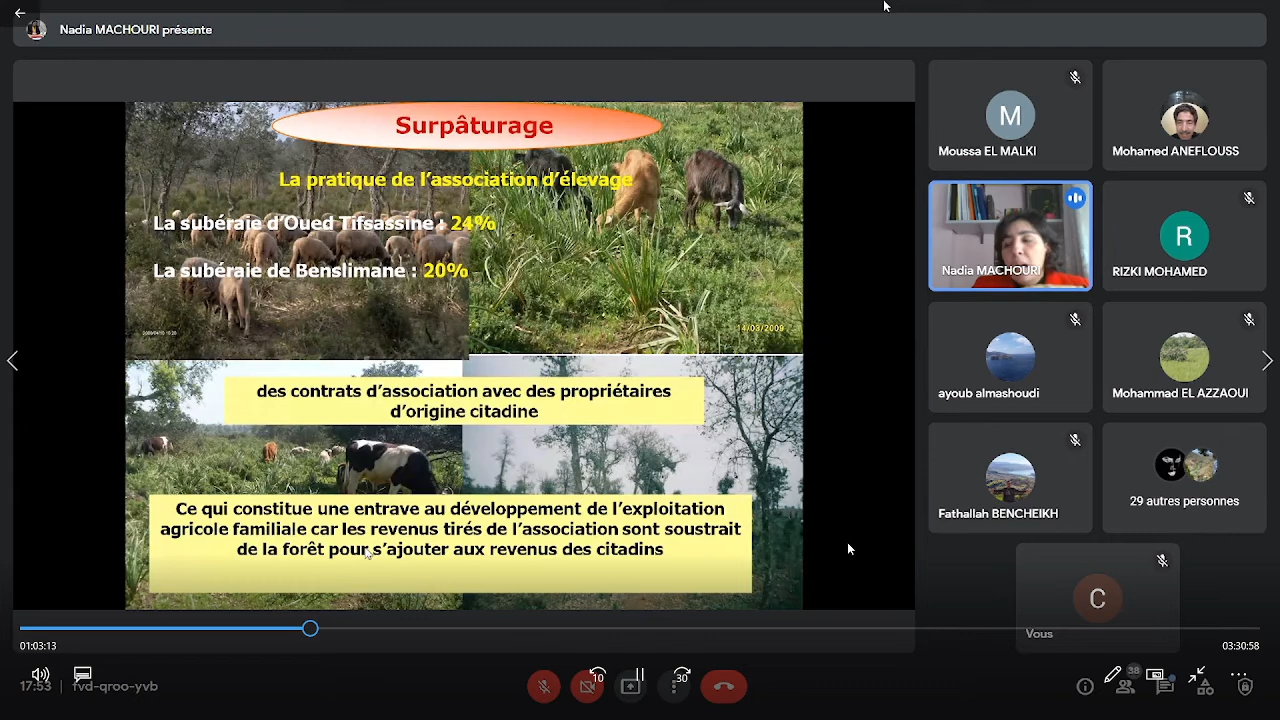 Nadia MACHOURI présente
Surpâturage
La pratique de l'association d'élevage
La subéraie d'Oued Tifsassine : 24%
La subéraie de Benslimane : 20%
14/03/2009
des contrats d'association avec des propriétaires
d'origine citadine
Ce qui constitue une entrave au développement de l'exploitation
agricole familiale car les revenus tirés de l'association sont soustrait
de la forêt pour s'ajouter aux revenus des citadins
M
Moussa EL MALKI
Mohamed ANEFLOUSS
Nadia MACHOURI
R
RIZKI MOHAMED
ayoub almashoudi
Mohammad EL AZZAOUI
Fathallah BENCHEIKH
29 autres personnes
C
Vous
01:03:13
03:30:58
17:53 | fvd-qroo-yvb
10
30
38